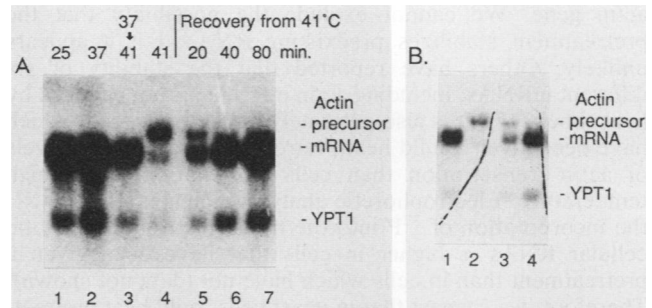 37 Recovery from 41°C
A 25 37 41 41 20 40 80 min.
B.
Actin
- precursor
- mRNA
- YPT1
1 2 3 4 5 6 7
Actin
- precursor
- mRNA
- YPT1
1 2 3 4